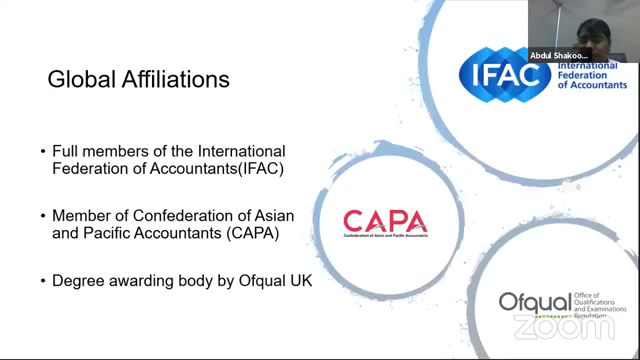 Abdul Shakoo...
Global Affiliations
IFAC
International
Federation
of Accountants
• Full members of the International
Federation of Accountants(IFAC)
• Member of Confederation of Asian
and Pacific Accountants (CAPA)
CAPA
Confederation of Asian and Pacific Accountants
• Degree awarding body by Ofqual UK
Ofqual
Office of
Qualifications
and Examinations
Regulation
zoom